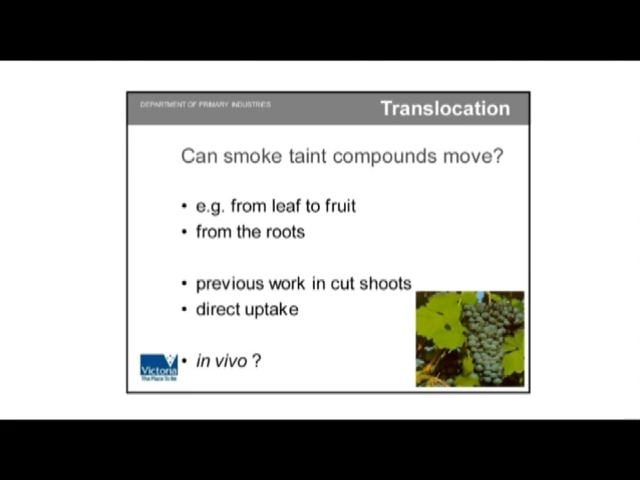 DEPARTMENT OF PRIMARY INDUSTRIES
Translocation
Can smoke taint compounds move?
• e.g. from leaf to fruit
• from the roots
• previous work in cut shoots
• direct uptake
• in vivo ?
Victoria
The Place To Be